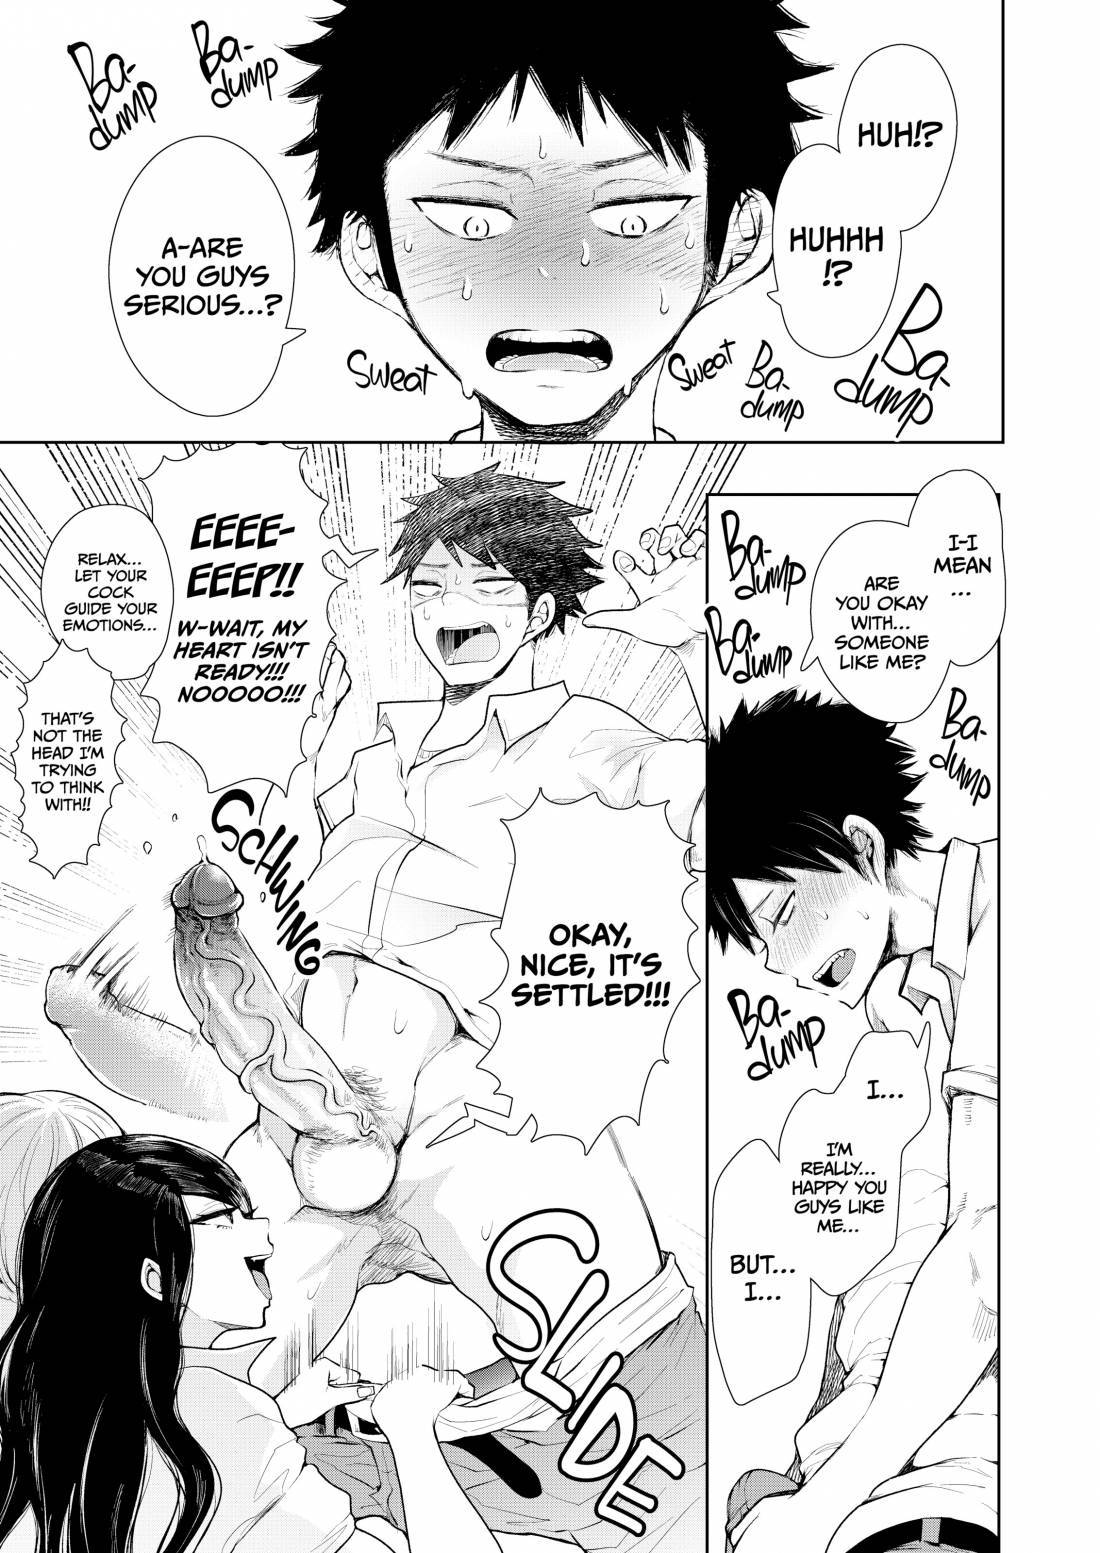 HUH!?
HUHHH
!?
Ba-
dump
Ba-
dump
Ba-
dump
Ba-
dump
Sweat
Sweat
A-ARE
YOU GUYS
SERIOUS...?
I-I
MEAN
...
ARE
YOU OKAY
WITH...
SOMEONE
LIKE ME?
Ba-
dump
Ba-
dump
Ba-
dump
Ba-
dump
I...
I'M
REALLY...
HAPPY YOU
GUYS LIKE
ME...
BUT...
I...
OKAY,
NICE, IT'S
SETTLED!!!
EEEE-
EEEP!!
W-WAIT, MY
HEART ISN'T
READY!!!
NOOOOO!!!
RELAX...
LET YOUR
COCK
GUIDE YOUR
EMOTIONS...
THAT'S
NOT THE
HEAD I'M
TRYING
TO THINK
WITH!!
SCHWING
SLIDE